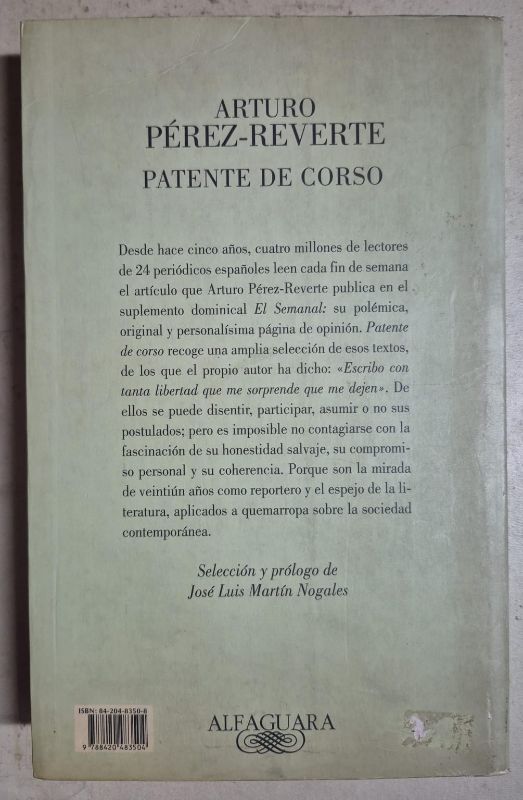 ARTURO
PÉREZ-REVERTE
PATENTE DE CORSO
Desde hace cinco años, cuatro millones de lectores
de 24 periódicos españoles leen cada fin de semana
el artículo que Arturo Pérez-Reverte publica en el
suplemento dominical El Semanal: su polémica,
original y personalísima página de opinión. Patente
de corso recoge una amplia selección de esos textos,
de los que el propio autor ha dicho: «Escribo con
tanta libertad que me sorprende que me dejen». De
ellos se puede disentir, participar, asumir o no sus
postulados; pero es imposible no contagiarse con la
fascinación de su honestidad salvaje, su compromi-
so personal y su coherencia. Porque son la mirada
de veintiún años como reportero y el espejo de la li-
teratura, aplicados a quemarropa sobre la sociedad
contemporánea.
Selección y prólogo de
José Luis Martín Nogales
ISBN: 84-204-8350-8
9 788420 483504
ALFAGUARA